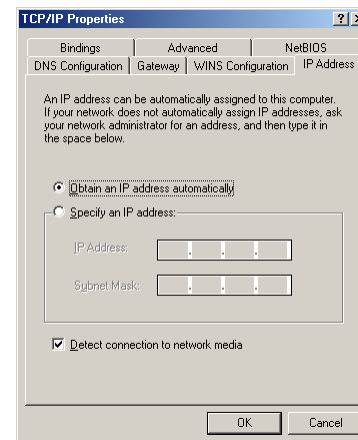 TCP/IP Properties
Bindings Advanced NetBIOS
DNS Configuration Gateway WINS Configuration IP Address
An IP address can be automatically assigned to this computer.
If your network does not automatically assign IP addresses, ask
your network administrator for an address, and then type it in
the space below.
Obtain an IP address automatically
Specify an IP address:
IP Address:
Subnet Mask:
Detect connection to network media
OK Cancel